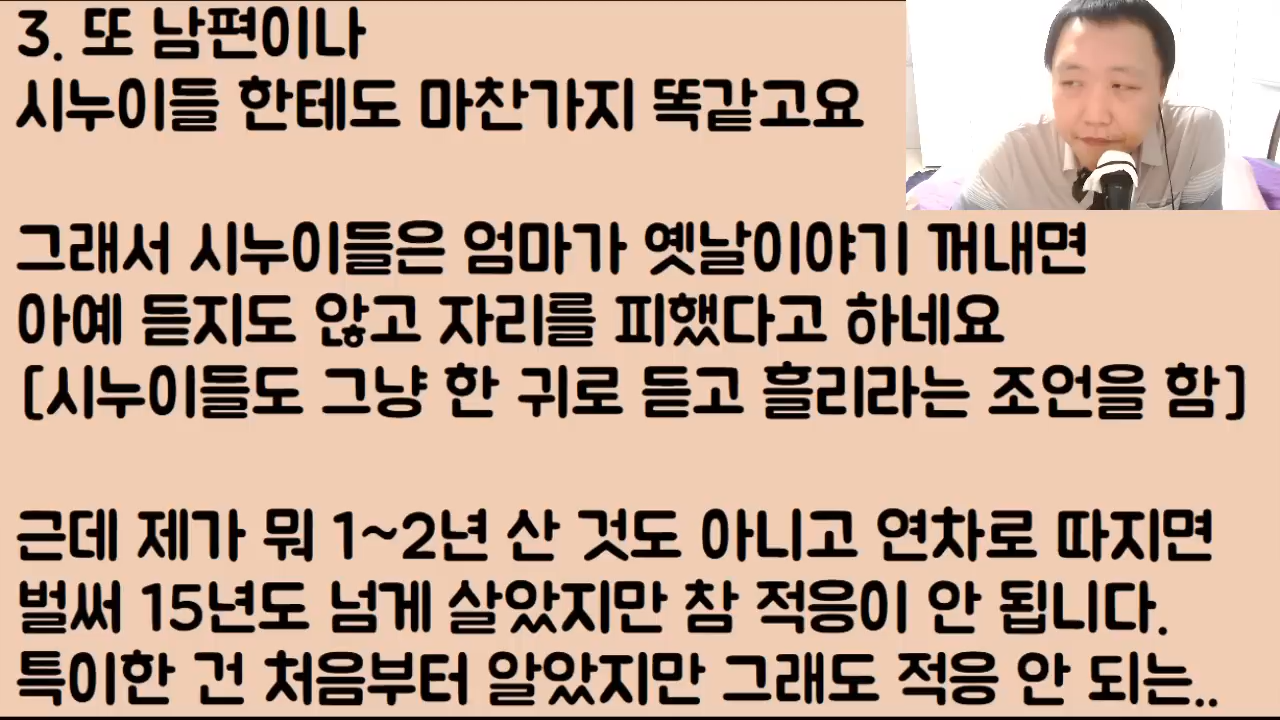 3. 또 남편이나
시누이들 한테도 마찬가지 똑같고요
그래서 시누이들은 엄마가 옛날이야기 꺼내면
아예 듣지도 않고 자리를 피했다고 하네요
[시누이들도 그냥 한 귀로 듣고 흘리라는 조언을 함]
근데 제가 뭐 1~2년 산 것도 아니고 연차로 따지면
벌써 15년도 넘게 살았지만 참 적응이 안 됩니다.
특이한 건 처음부터 알았지만 그래도 적응 안 되는..